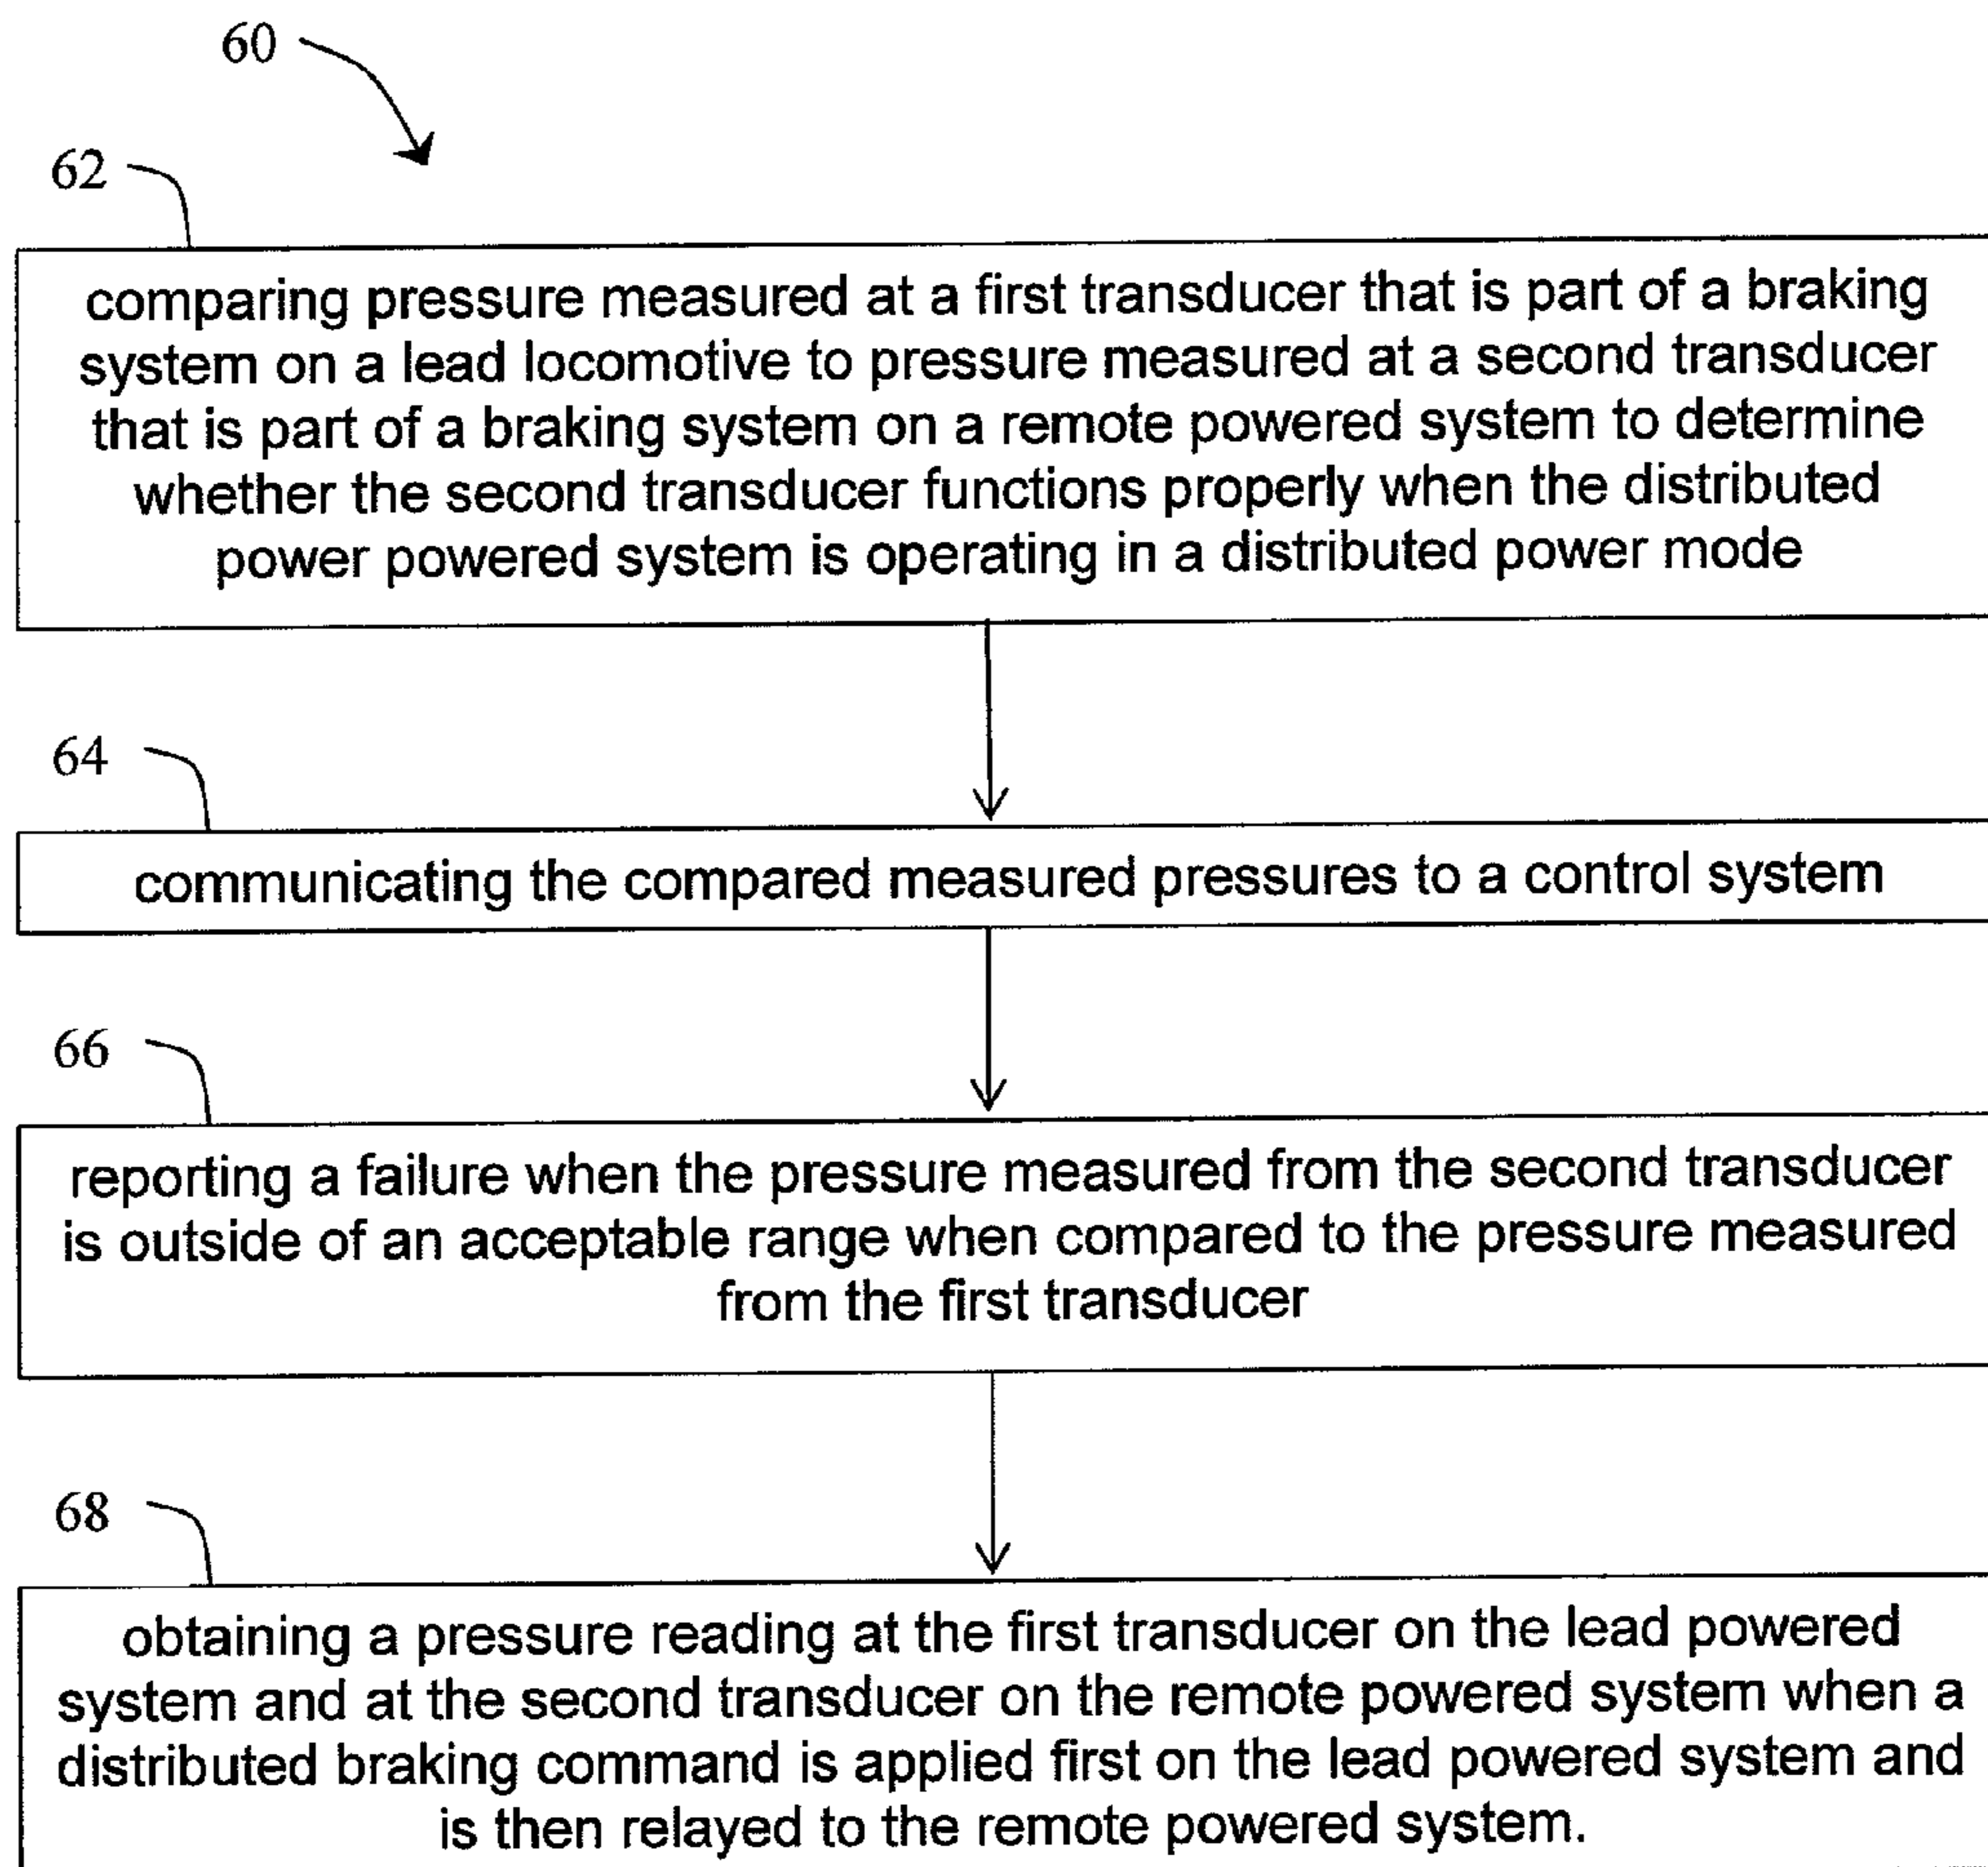 60
62
comparing pressure measured at a first transducer that is part of a braking
system on a lead locomotive to pressure measured at a second transducer
that is part of a braking system on a remote powered system to determine
whether the second transducer functions properly when the distributed
power powered system is operating in a distributed power mode
64
communicating the compared measured pressures to a control system
66
reporting a failure when the pressure measured from the second transducer
is outside of an acceptable range when compared to the pressure measured
from the first transducer
68
obtaining a pressure reading at the first transducer on the lead powered
system and at the second transducer on the remote powered system when a
distributed braking command is applied first on the lead powered system and
is then relayed to the remote powered system.